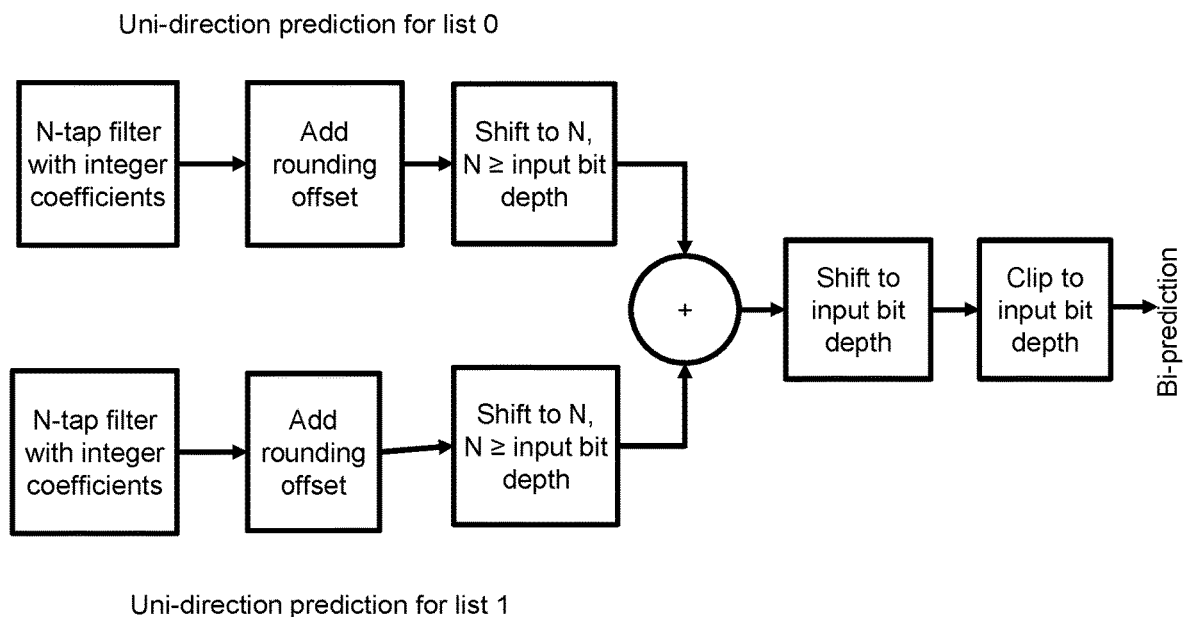 Uni-direction prediction for list 0
N-tap filter
with integer
coefficients
Add
rounding
offset
Shift to N,
N ≥ input bit
depth
+
Shift to
input bit
depth
Clip to
input bit
depth
Bi-prediction
N-tap filter
with integer
coefficients
Add
rounding
offset
Shift to N,
N ≥ input bit
depth
Uni-direction prediction for list 1